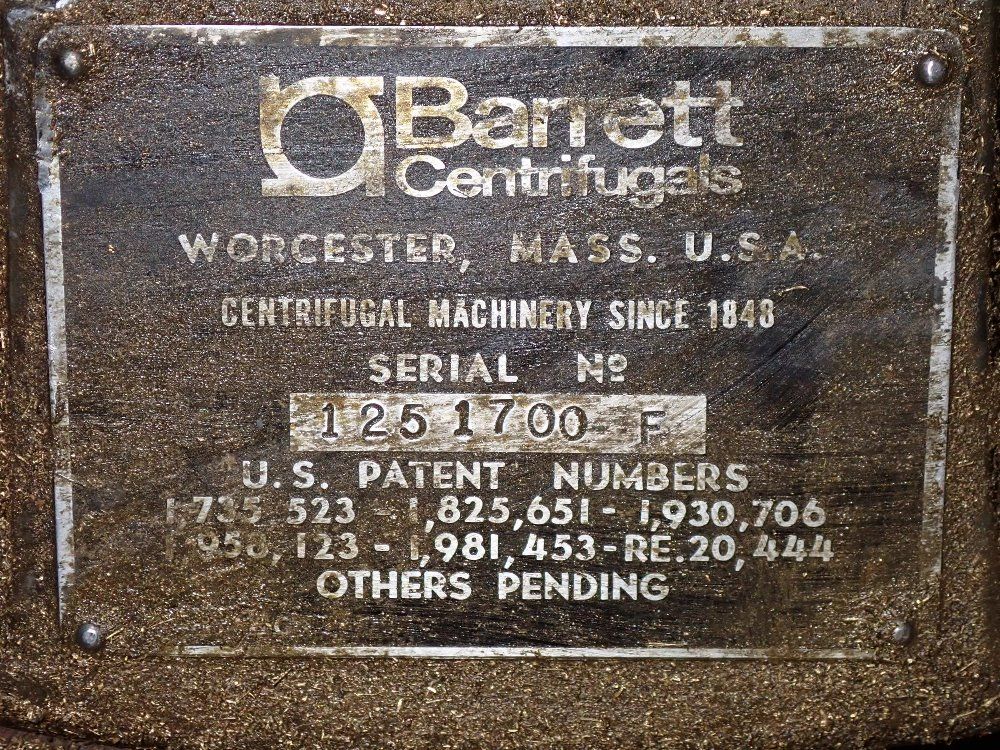 Barrett
Centrifugals
WORCESTER, MASS. U.S.A.
CENTRIFUGAL MACHINERY SINCE 1848
SERIAL Nº
1251700-F
U.S. PATENT NUMBERS
1,735,523 - 1,825,651 - 1,930,706
1,958,123 - 1,981,453 - RE.20,444
OTHERS PENDING